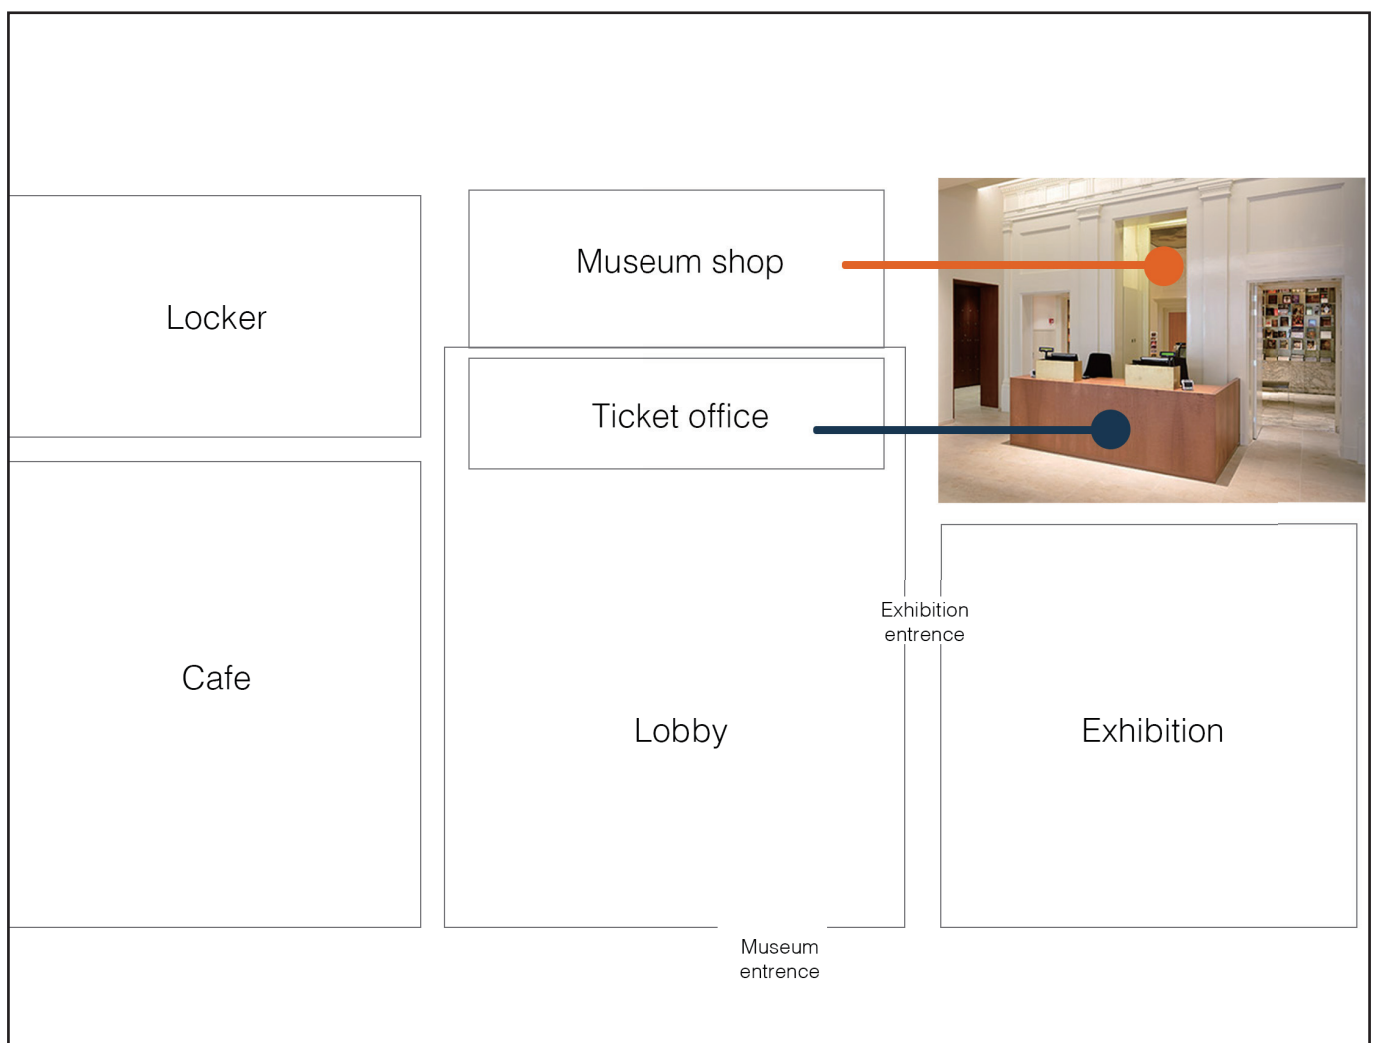 Museum shop
Locker
Ticket office
Exhibition
entrence
Cafe
Lobby
Exhibition
Museum
entrence